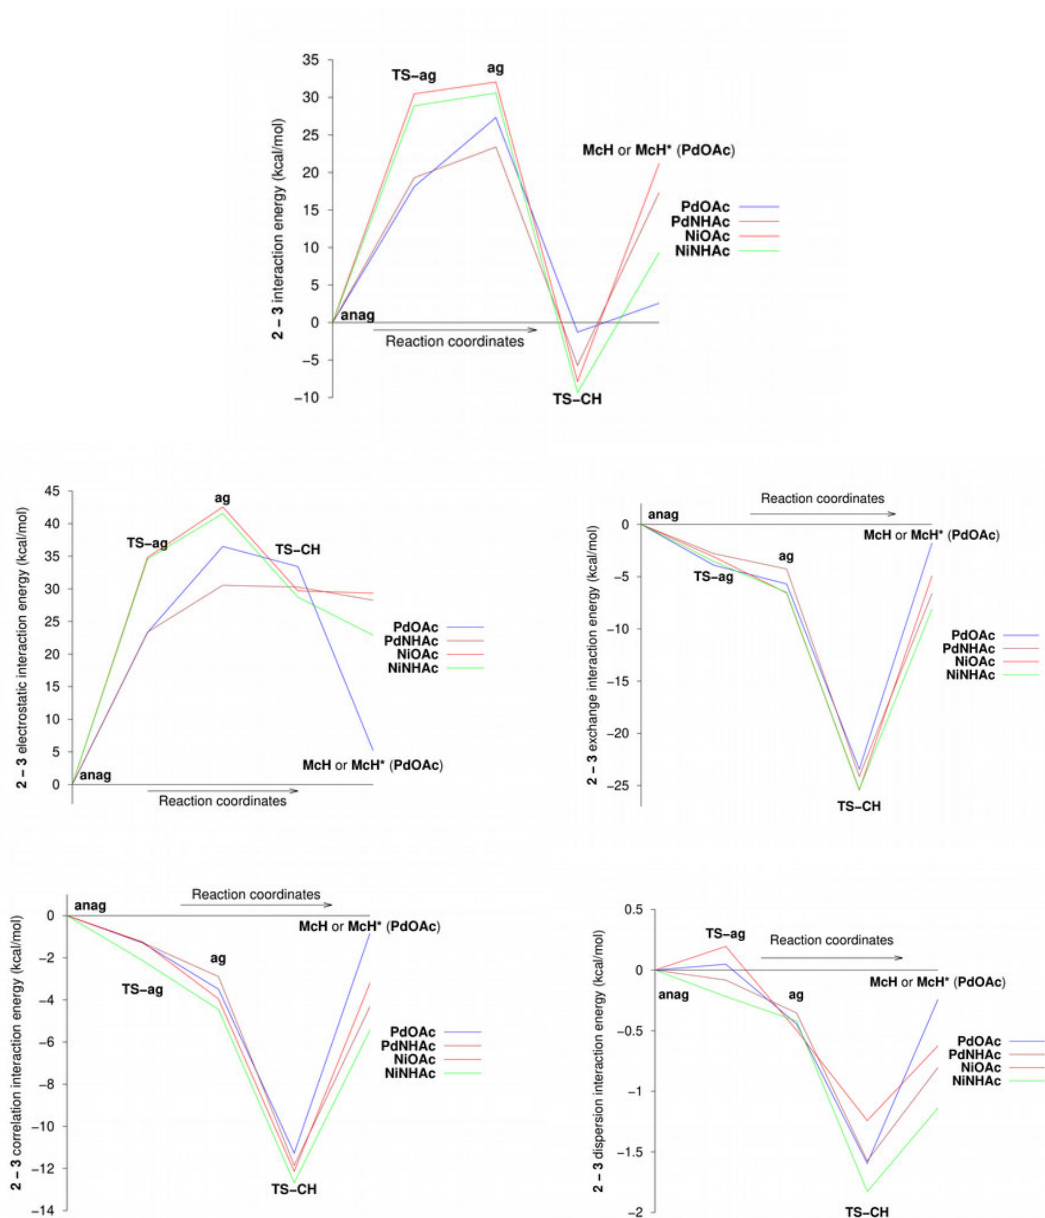 35
30
25
20
15
10
5
0
−5
−10
2 − 3 interaction energy (kcal/mol)
TS−ag
ag
McH or McH* (PdOAc)
PdOAc
PdNHAc
NiOAc
NiNHAc
anag
Reaction coordinates
TS−CH
45
40
35
30
25
20
15
10
5
0
2 − 3 electrostatic interaction energy (kcal/mol)
ag
TS−ag
TS−CH
PdOAc
PdNHAc
NiOAc
NiNHAc
McH or McH* (PdOAc)
anag
Reaction coordinates
0
−5
−10
−15
−20
−25
2 − 3 exchange interaction energy (kcal/mol)
Reaction coordinates
anag
McH or McH* (PdOAc)
ag
TS−ag
PdOAc
PdNHAc
NiOAc
NiNHAc
TS−CH
0
−2
−4
−6
−8
−10
−12
−14
2 − 3 correlation interaction energy (kcal/mol)
Reaction coordinates
anag
McH or McH* (PdOAc)
ag
TS−ag
PdOAc
PdNHAc
NiOAc
NiNHAc
TS−CH
0.5
0
−0.5
−1
−1.5
−2
2 − 3 dispersion interaction energy (kcal/mol)
TS−ag
Reaction coordinates
McH or McH* (PdOAc)
anag
ag
PdOAc
PdNHAc
NiOAc
NiNHAc
TS−CH